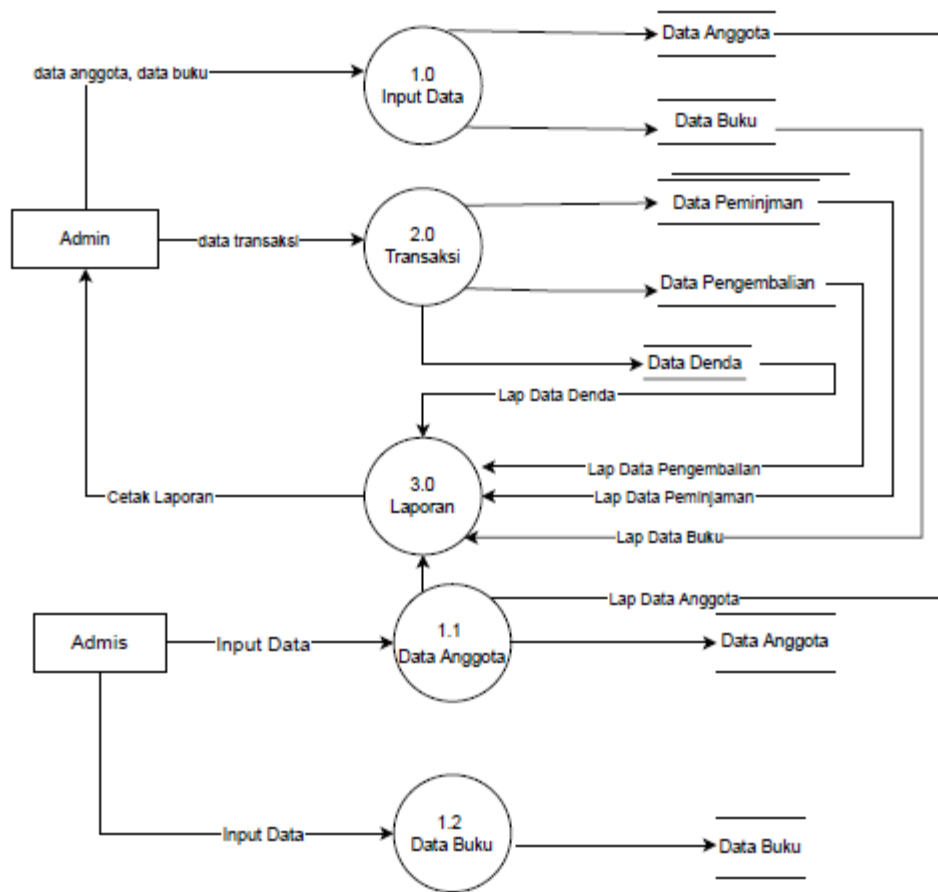 Data Anggota
data anggota, data buku
1.0
Input Data
Data Buku
Data Peminjman
Admin
data transaksi
2.0
Transaksi
Data Pengembalian
Data Denda
Lap Data Denda
Lap Data Pengembalian
Cetak Laporan
3.0
Laporan
Lap Data Peminjaman
Lap Data Buku
Lap Data Anggota
Admis
Input Data
1.1
Data Anggota
Data Anggota
Input Data
1.2
Data Buku
Data Buku